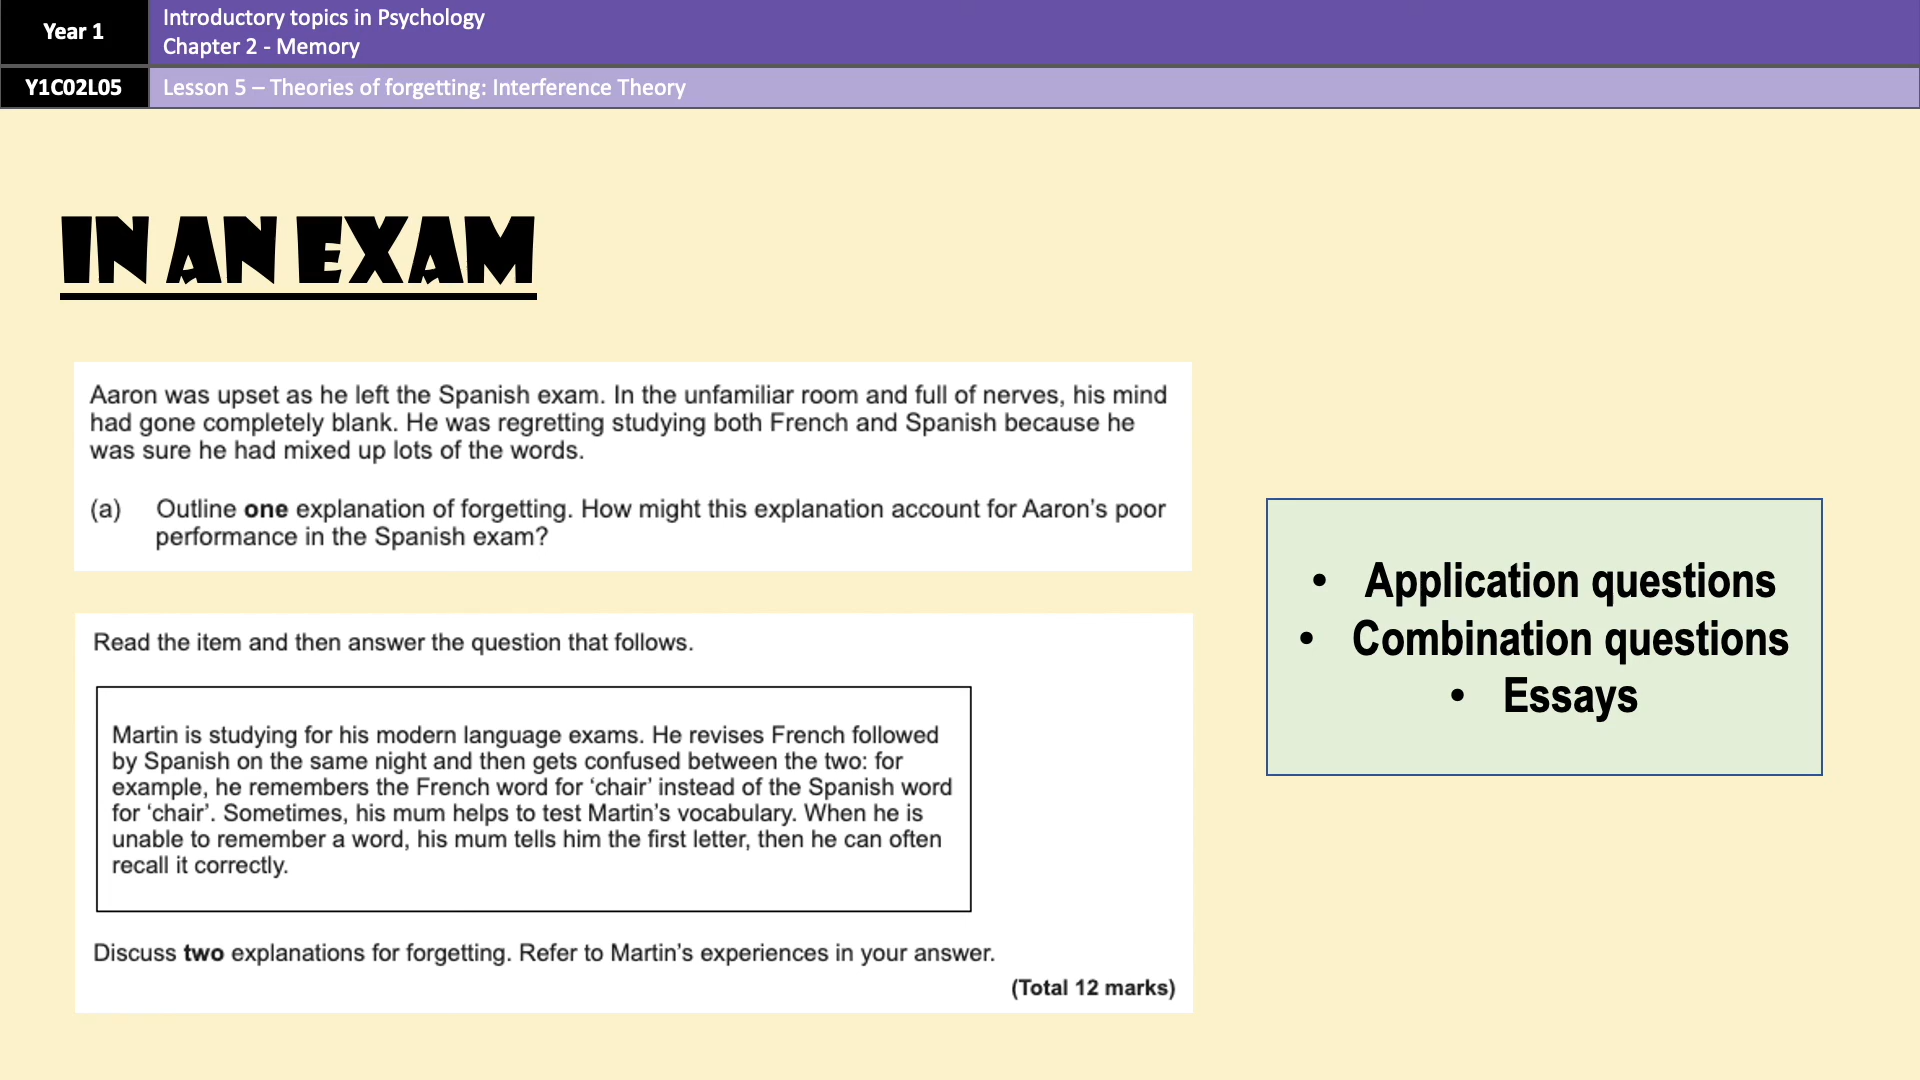 Year 1
Introductory topics in Psychology
Chapter 2 - Memory
Y1C02L05
Lesson 5 – Theories of forgetting: Interference Theory
IN AN EXAM
Aaron was upset as he left the Spanish exam. In the unfamiliar room and full of nerves, his mind
had gone completely blank. He was regretting studying both French and Spanish because he
was sure he had mixed up lots of the words.
(a) Outline one explanation of forgetting. How might this explanation account for Aaron's poor
performance in the Spanish exam?
Read the item and then answer the question that follows.
Martin is studying for his modern language exams. He revises French followed
by Spanish on the same night and then gets confused between the two: for
example, he remembers the French word for ‘chair’ instead of the Spanish word
for ‘chair’. Sometimes, his mum helps to test Martin’s vocabulary. When he is
unable to remember a word, his mum tells him the first letter, then he can often
recall it correctly.
Discuss two explanations for forgetting. Refer to Martin’s experiences in your answer.
(Total 12 marks)
• Application questions
• Combination questions
• Essays